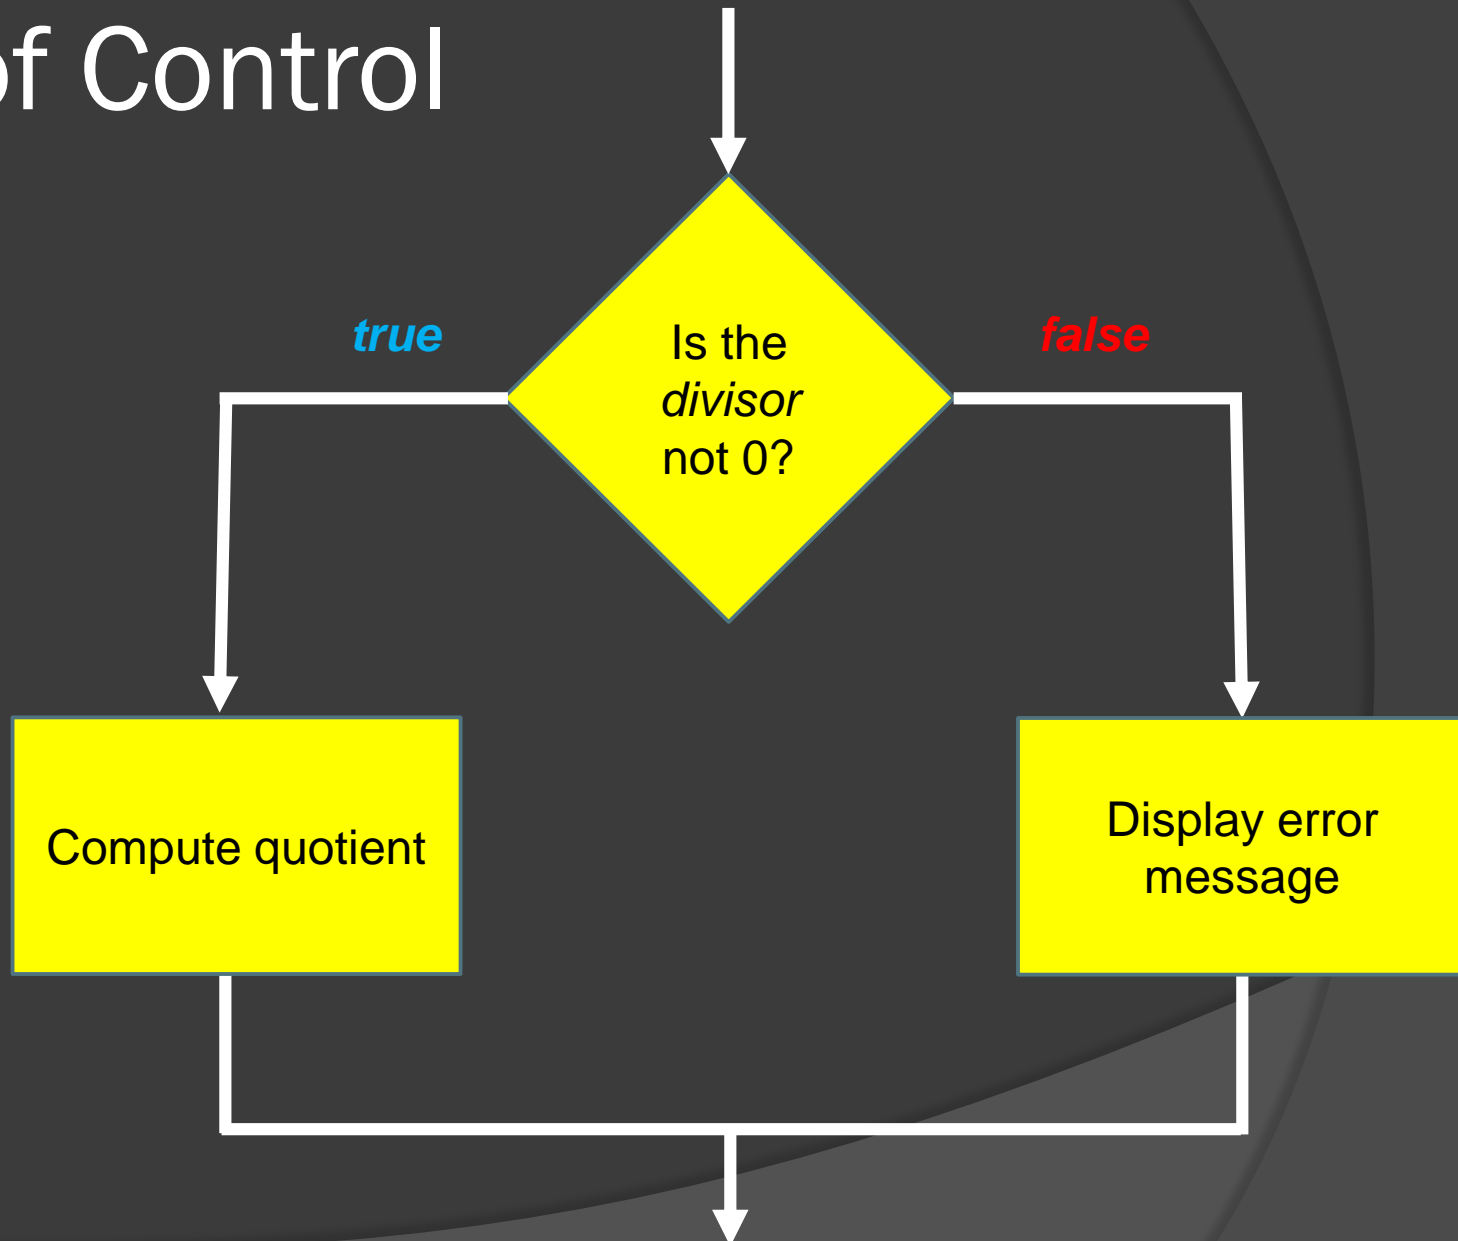 of Control
true
false
Is the
divisor
not 0?
Compute quotient
Display error
message